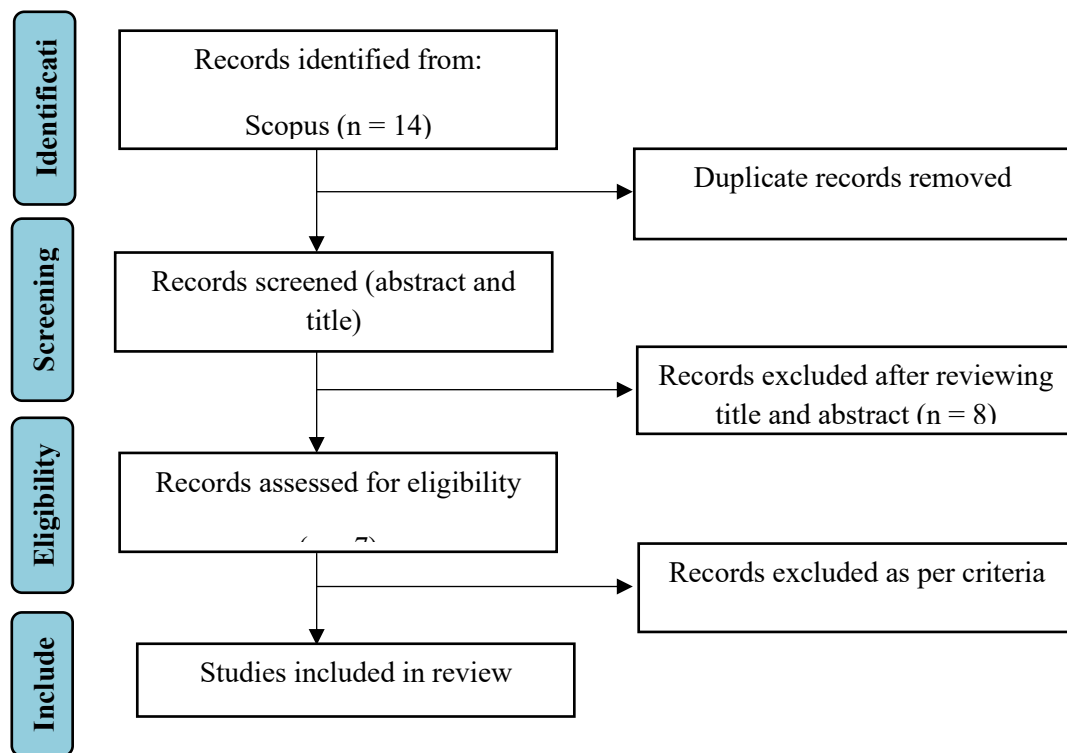 Identificati
Records identified from:
Scopus (n = 14)
Duplicate records removed
Screening
Records screened (abstract and
title)
Records excluded after reviewing
title and abstract (n = 8)
Eligibility
Records assessed for eligibility
Records excluded as per criteria
Include
Studies included in review